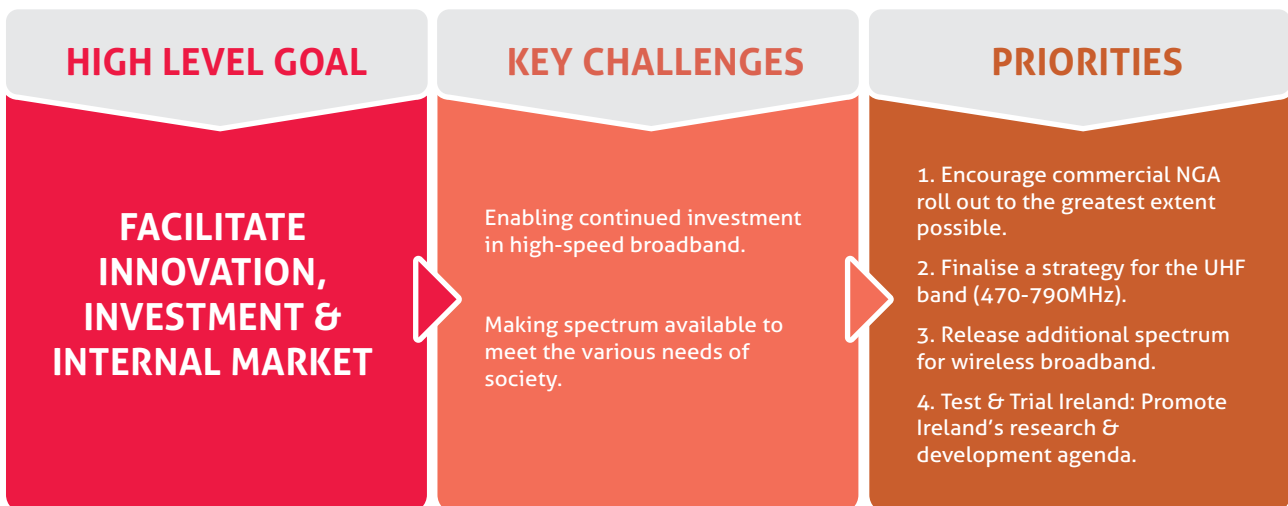 HIGH LEVEL GOAL
FACILITATE
INNOVATION,
INVESTMENT &
INTERNAL MARKET
KEY CHALLENGES
Enabling continued investment
in high-speed broadband.
Making spectrum available to
meet the various needs of
society.
PRIORITIES
1. Encourage commercial NGA
roll out to the greatest extent
possible.
2. Finalise a strategy for the UHF
band (470-790MHz).
3. Release additional spectrum
for wireless broadband.
4. Test & Trial Ireland: Promote
Ireland’s research &
development agenda.